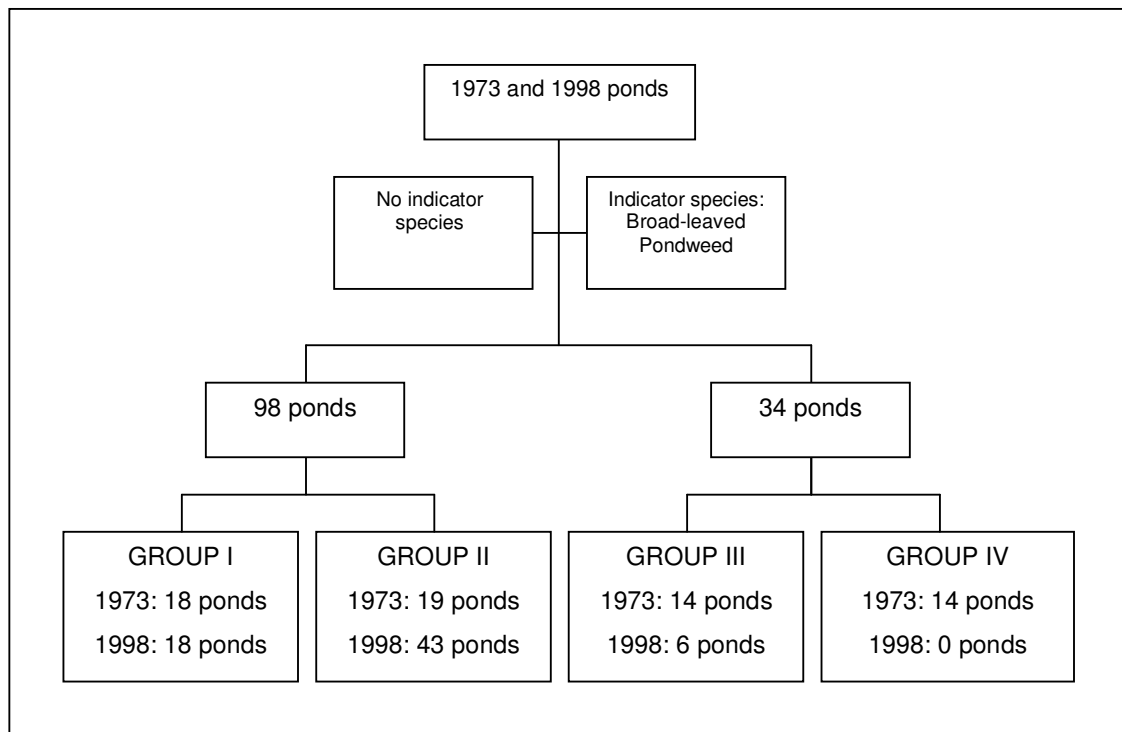 1973 and 1998 ponds
No indicator
species
Indicator species:
Broad-leaved
Pondweed
98 ponds
34 ponds
GROUP I
1973: 18 ponds
1998: 18 ponds
GROUP II
1973: 19 ponds
1998: 43 ponds
GROUP III
1973: 14 ponds
1998: 6 ponds
GROUP IV
1973: 14 ponds
1998: 0 ponds